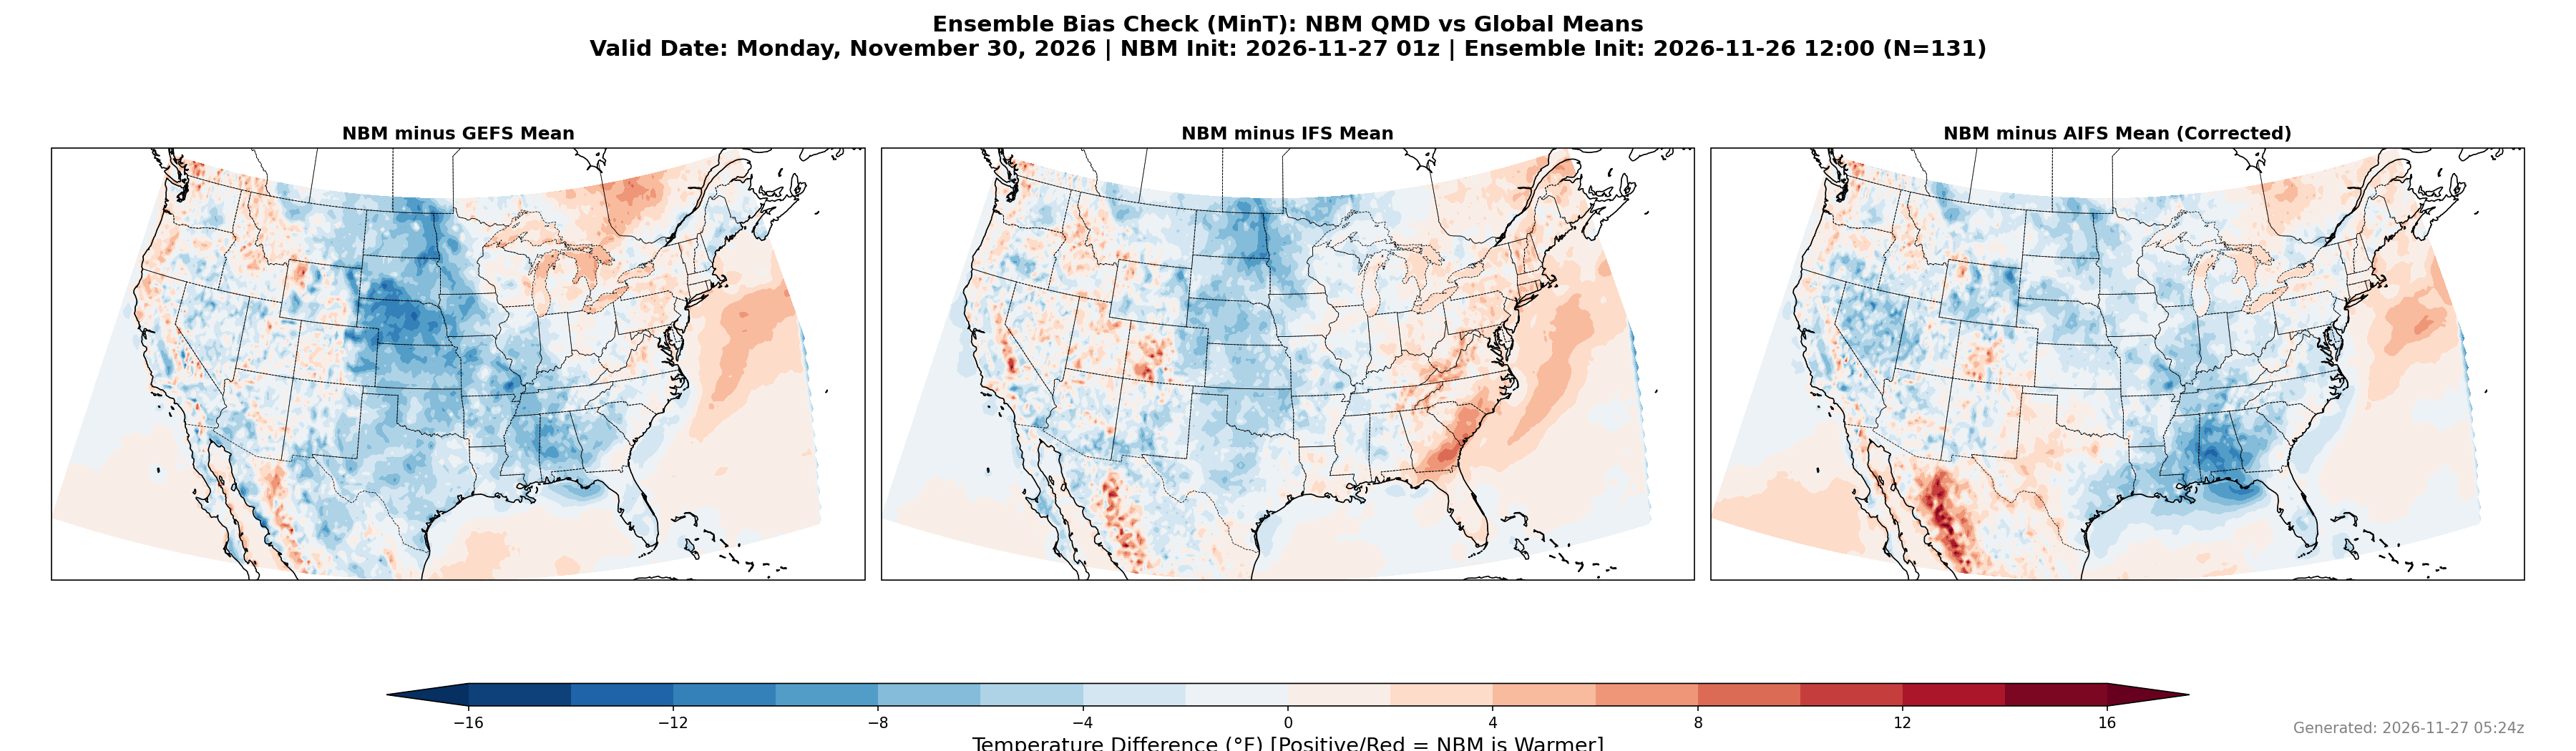 Ensemble Bias Check (MinT): NBM QMD vs Global Means
Valid Date: Monday, November 30, 2026 | NBM Init: 2026-11-27 01z | Ensemble Init: 2026-11-26 12:00 (N=131)
NBM minus GEFS Mean
NBM minus IFS Mean
NBM minus AIFS Mean (Corrected)
−16
−12
−8
−4
0
4
8
12
16
Temperature Difference (°F) [Positive/Red = NBM is Warmer]
Generated: 2026-11-27 05:24z